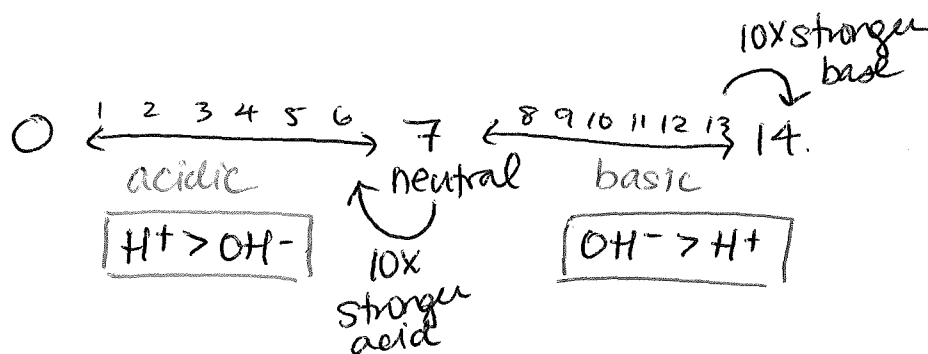 10X stronger
base
0 1 2 3 4 5 6 7 8 9 10 11 12 13 14.
acidic neutral basic
H+ > OH-
OH- > H+
10X
stronger
acid